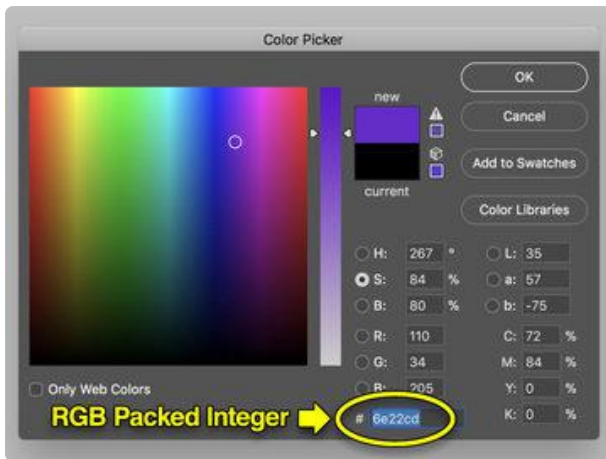 Color Picker
new
current
OK
Cancel
Add to Swatches
Color Libraries
H: 267 °
S: 84 %
B: 80 %
R: 110
G: 34
B: 205
# 6e22cd
L: 35
a: 57
b: -75
C: 72 %
M: 84 %
Y: 0 %
K: 0 %
Only Web Colors
RGB Packed Integer